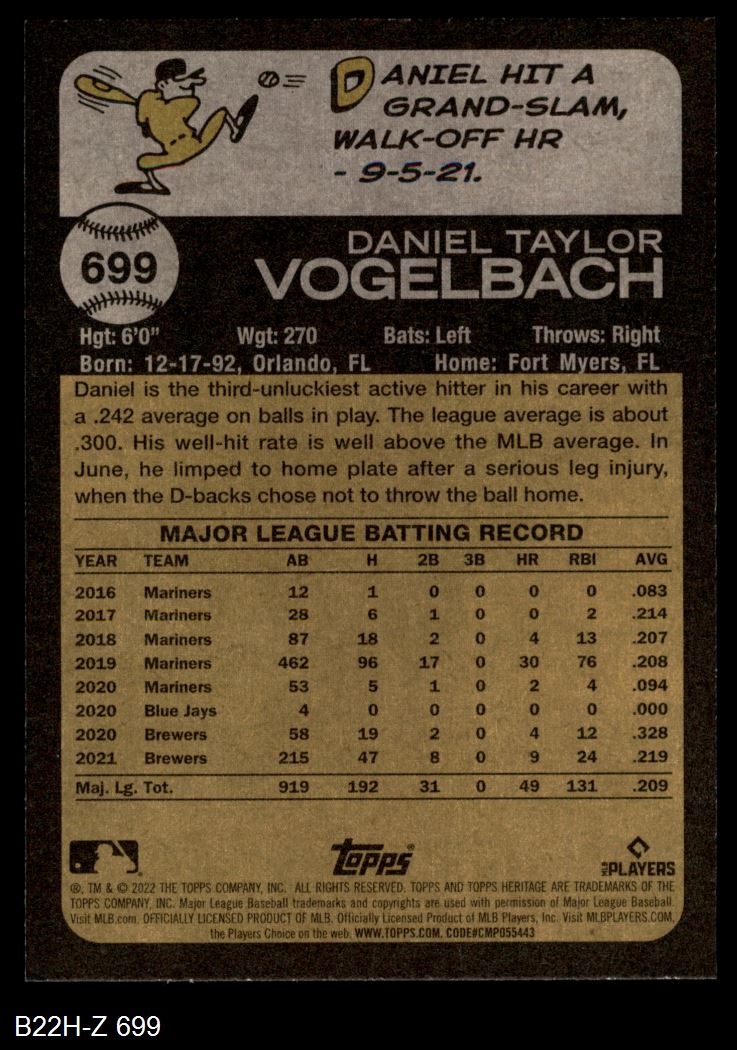 DANIEL HIT A
GRAND-SLAM,
WALK-OFF HR
- 9-5-21.
699
DANIEL TAYLOR
VOGELBACH
Hgt: 6'0" Wgt: 270 Bats: Left Throws: Right
Born: 12-17-92, Orlando, FL Home: Fort Myers, FL
Daniel is the third-unluckiest active hitter in his career with
a .242 average on balls in play. The league average is about
.300. His well-hit rate is well above the MLB average. In
June, he limped to home plate after a serious leg injury,
when the D-backs chose not to throw the ball home.
MAJOR LEAGUE BATTING RECORD
YEAR TEAM AB H 2B 3B HR RBI AVG
2016 Mariners 12 1 0 0 0 0 .083
2017 Mariners 28 6 1 0 0 2 .214
2018 Mariners 87 18 2 0 4 13 .207
2019 Mariners 462 96 17 0 30 76 .208
2020 Mariners 53 5 1 0 2 4 .094
2020 Blue Jays 4 0 0 0 0 0 .000
2020 Brewers 58 19 2 0 4 12 .328
2021 Brewers 215 47 8 0 9 24 .219
Maj. Lg. Tot. 919 192 31 0 49 131 .209
Topps®
MLB PLAYERS
®, TM & © 2022 THE TOPPS COMPANY, INC. ALL RIGHTS RESERVED. TOPPS AND TOPPS HERITAGE ARE TRADEMARKS OF THE
TOPPS COMPANY, INC. Major League Baseball trademarks and copyrights are used with permission of Major League Baseball.
Visit MLB.com. OFFICIALLY LICENSED PRODUCT OF MLB. Officially Licensed Product of MLB Players, Inc. Visit MLBPLAYERS.COM,
the Players Choice on the web. WWW.TOPPS.COM. CODE#CMP055443
B22H-Z 699